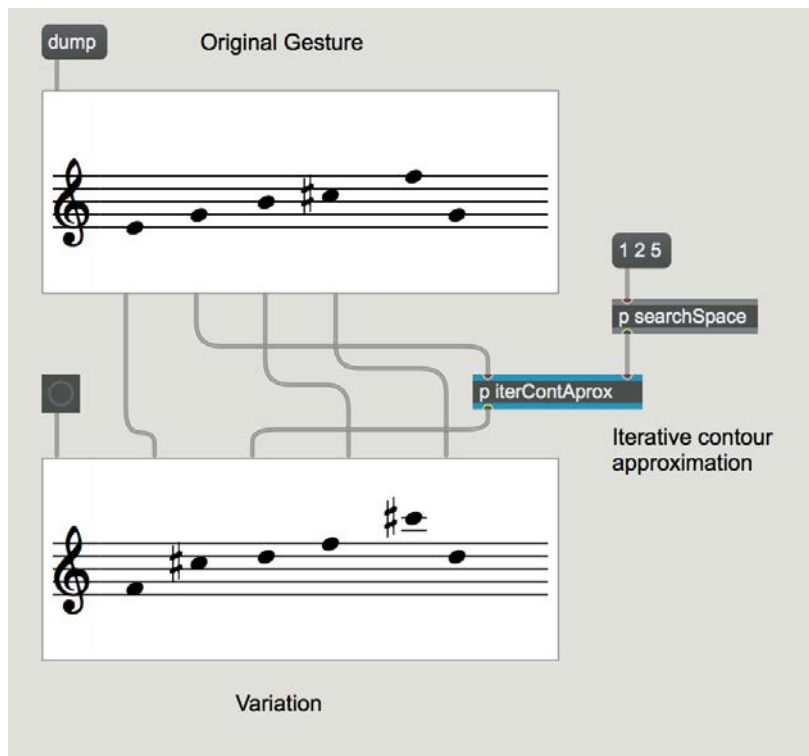 dump
Original Gesture
1 2 5
p searchSpace
p iterContAprox
Iterative contour
approximation
Variation